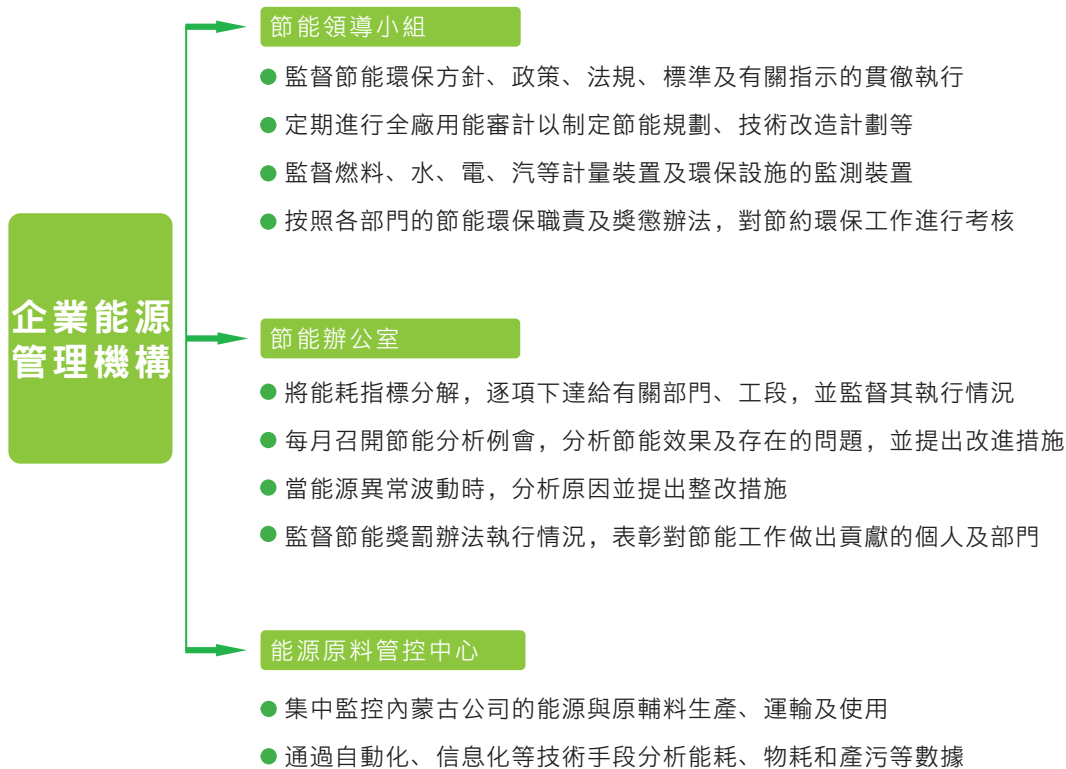 企業能源
管理機構
節能領導小組
監督節能環保方針、政策、法規、標準及有關指示的貫徹執行
定期進行全廠用能審計以制定節能規劃、技術改造計劃等
監督燃料、水、電、汽等計量裝置及環保設施的監測裝置
按照各部門的節能環保職責及獎懲辦法，對節約環保工作進行考核
節能辦公室
將能耗指標分解，逐項下達給有關部門、工段，並監督其執行情況
每月召開節能分析例會，分析節能效果及存在的問題，並提出改進措施
當能源異常波動時，分析原因並提出整改措施
監督節能獎罰辦法執行情況，表彰對節能工作做出貢獻的個人及部門
能源原料管控中心
集中監控內蒙古公司的能源與原輔料生產、運輸及使用
通過自動化、信息化等技術手段分析能耗、物耗和產污等數據